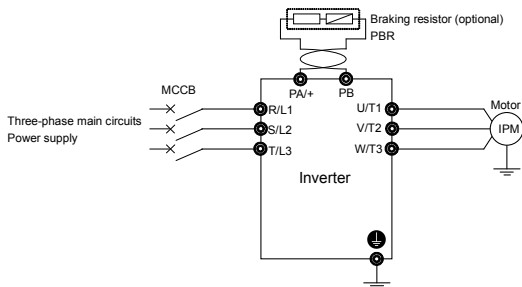 Braking resistor (optional)
PBR
PA/+
PB
MCCB
Three-phase main circuits
Power supply
R/L1
S/L2
T/L3
U/T1
V/T2
W/T3
Motor
IPM
Inverter